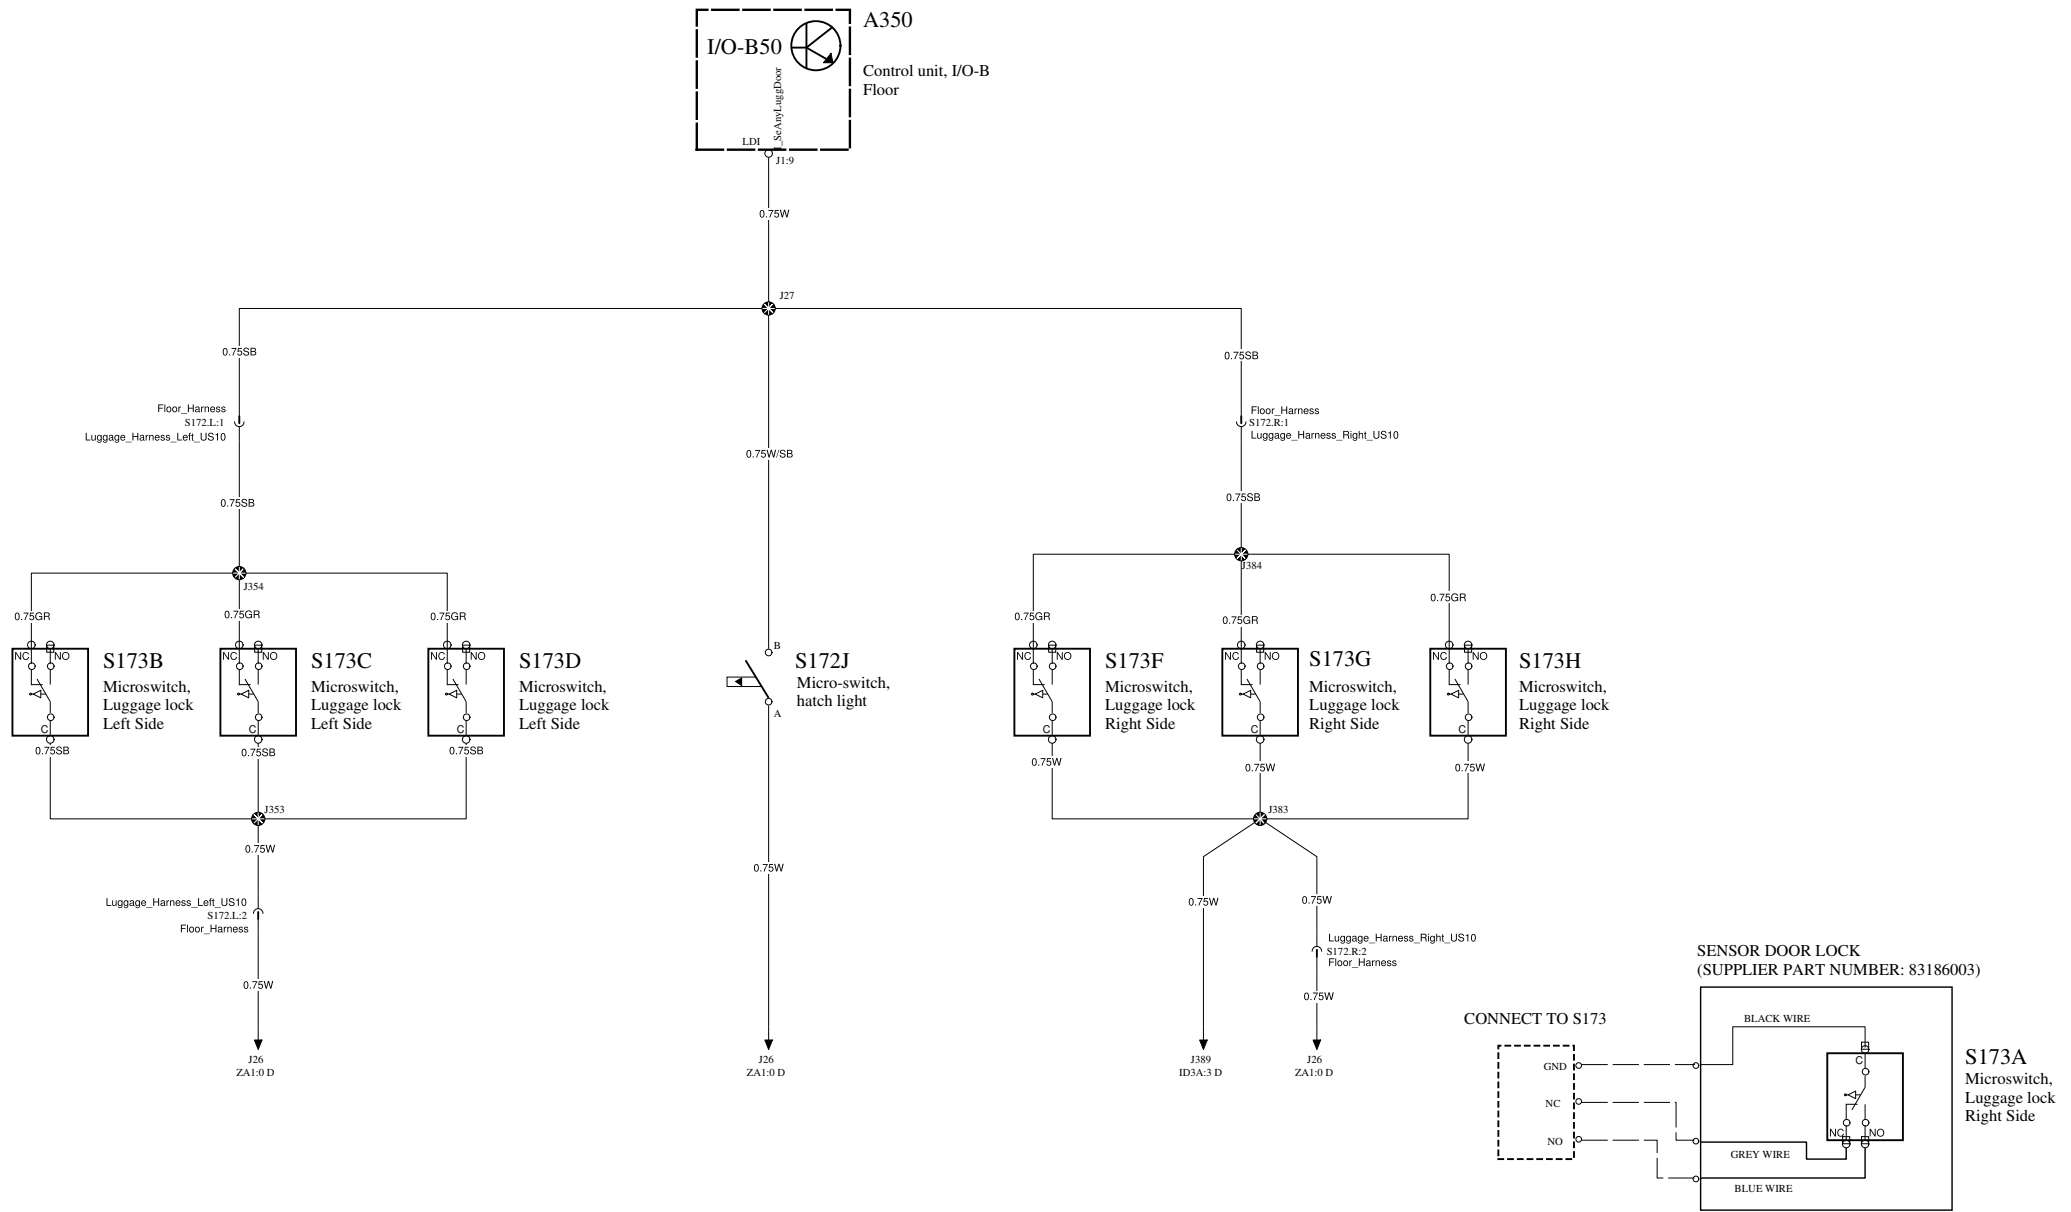 A350
I/O-B50
Control unit, I/O-B
Floor
I_SeAnyLuggDoor
LDI
J1:9
0.75W
J27
0.75SB
0.75SB
Floor_Harness
S172.L:1
Luggage_Harness_Left_US10
Floor_Harness
S172.R:1
Luggage_Harness_Right_US10
0.75W/SB
0.75SB
0.75SB
J354
J384
0.75GR
0.75GR
0.75GR
0.75GR
0.75GR
0.75GR
NC
NO
C
S173B
Microswitch,
Luggage lock
Left Side
NC
NO
C
S173C
Microswitch,
Luggage lock
Left Side
NC
NO
C
S173D
Microswitch,
Luggage lock
Left Side
B
A
S172J
Micro-switch,
hatch light
NC
NO
C
S173F
Microswitch,
Luggage lock
Right Side
NC
NO
C
S173G
Microswitch,
Luggage lock
Right Side
NC
NO
C
S173H
Microswitch,
Luggage lock
Right Side
0.75SB
0.75SB
0.75SB
0.75W
0.75W
0.75W
J353
J383
0.75W
0.75W
0.75W
0.75W
Luggage_Harness_Left_US10
S172.L:2
Floor_Harness
Luggage_Harness_Right_US10
S172.R:2
Floor_Harness
0.75W
0.75W
J26
ZA1:0 D
J26
ZA1:0 D
J389
ID3A:3 D
J26
ZA1:0 D
SENSOR DOOR LOCK
(SUPPLIER PART NUMBER: 83186003)
CONNECT TO S173
GND
NC
NO
BLACK WIRE
GREY WIRE
BLUE WIRE
C
NC
NO
S173A
Microswitch,
Luggage lock
Right Side